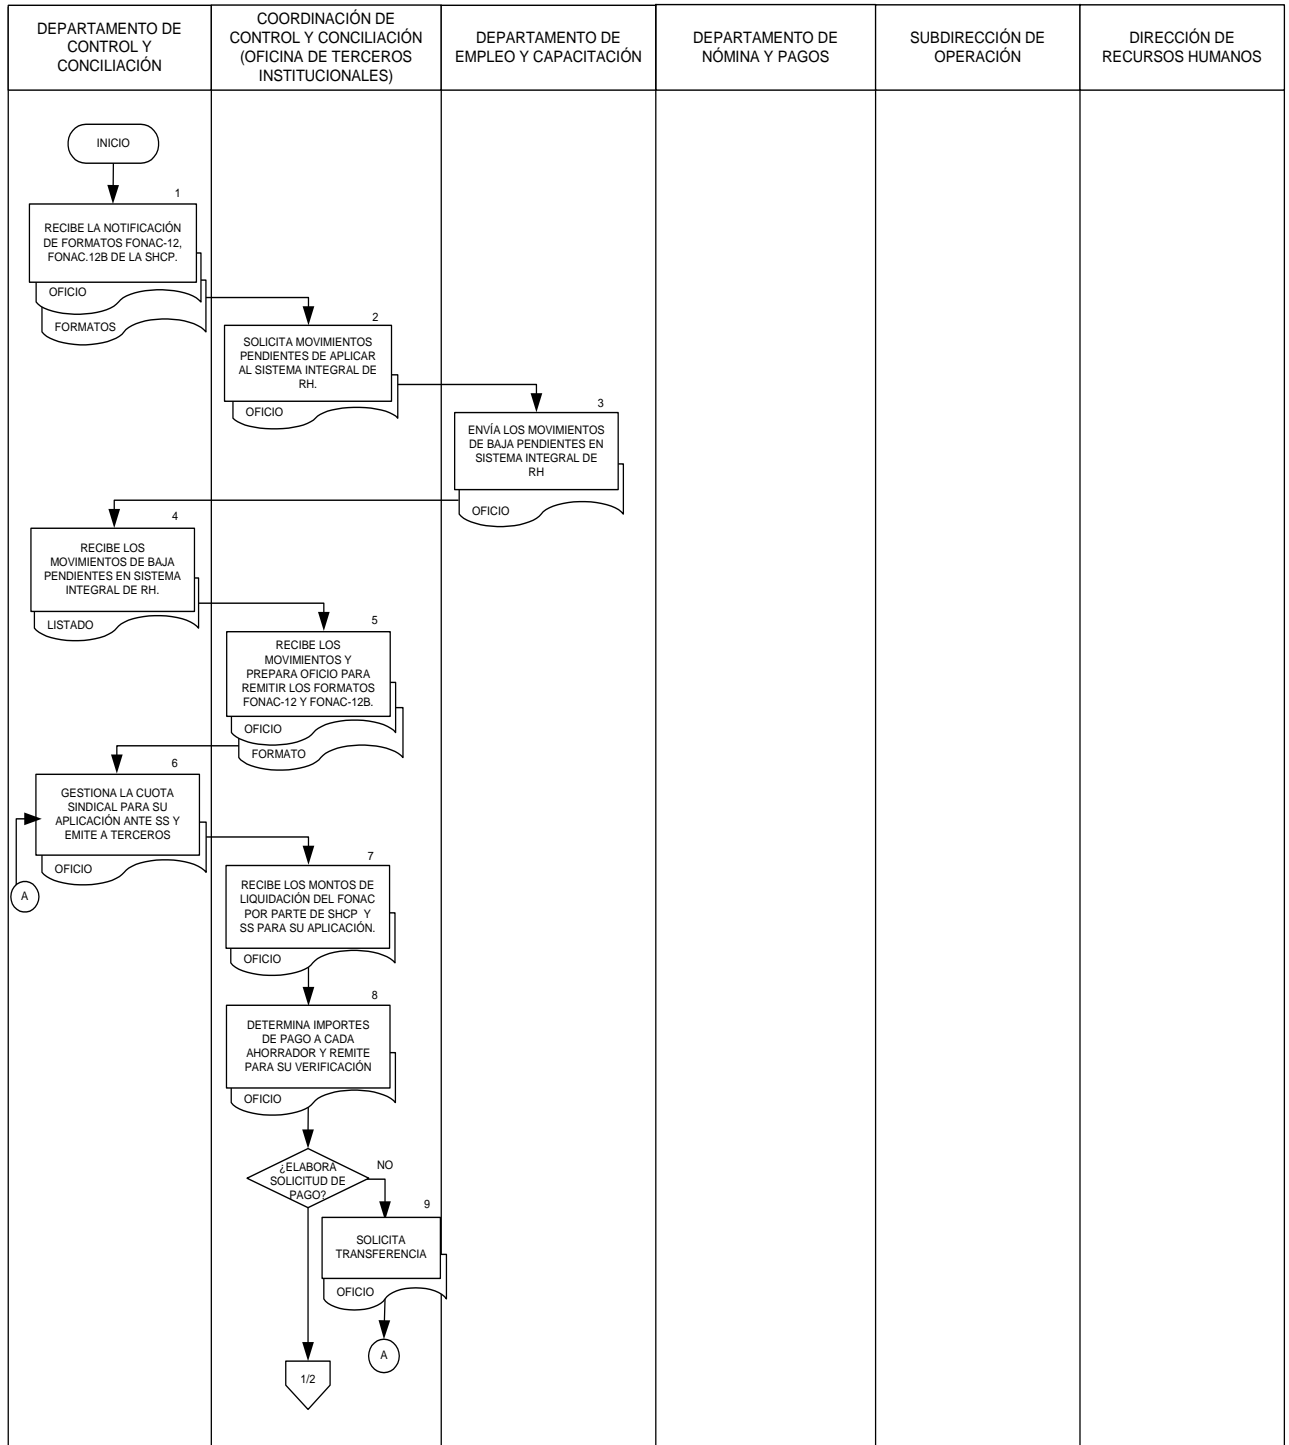 DEPARTAMENTO DE
CONTROL Y
CONCILIACIÓN
COORDINACIÓN DE
CONTROL Y CONCILIACIÓN
(OFICINA DE TERCEROS
INSTITUCIONALES)
DEPARTAMENTO DE
EMPLEO Y CAPACITACIÓN
DEPARTAMENTO DE
NÓMINA Y PAGOS
SUBDIRECCIÓN DE
OPERACIÓN
DIRECCIÓN DE
RECURSOS HUMANOS
INICIO
1
RECIBE LA NOTIFICACIÓN
DE FORMATOS FONAC-12,
FONAC.12B DE LA SHCP.
OFICIO
FORMATOS
2
SOLICITA MOVIMIENTOS
PENDIENTES DE APLICAR
AL SISTEMA INTEGRAL DE
RH.
OFICIO
3
ENVÍA LOS MOVIMIENTOS
DE BAJA PENDIENTES EN
SISTEMA INTEGRAL DE
RH
OFICIO
4
RECIBE LOS
MOVIMIENTOS DE BAJA
PENDIENTES EN SISTEMA
INTEGRAL DE RH.
LISTADO
5
RECIBE LOS
MOVIMIENTOS Y
PREPARA OFICIO PARA
REMITIR LOS FORMATOS
FONAC-12 Y FONAC-12B.
OFICIO
FORMATO
6
GESTIONA LA CUOTA
SINDICAL PARA SU
APLICACIÓN ANTE SS Y
EMITE A TERCEROS
OFICIO
A
7
RECIBE LOS MONTOS DE
LIQUIDACIÓN DEL FONAC
POR PARTE DE SHCP Y
SS PARA SU APLICACIÓN.
OFICIO
8
DETERMINA IMPORTES
DE PAGO A CADA
AHORRADOR Y REMITE
PARA SU VERIFICACIÓN
OFICIO
¿ELABORA
SOLICITUD DE
PAGO?
NO
9
SOLICITA
TRANSFERENCIA
OFICIO
A
1/2